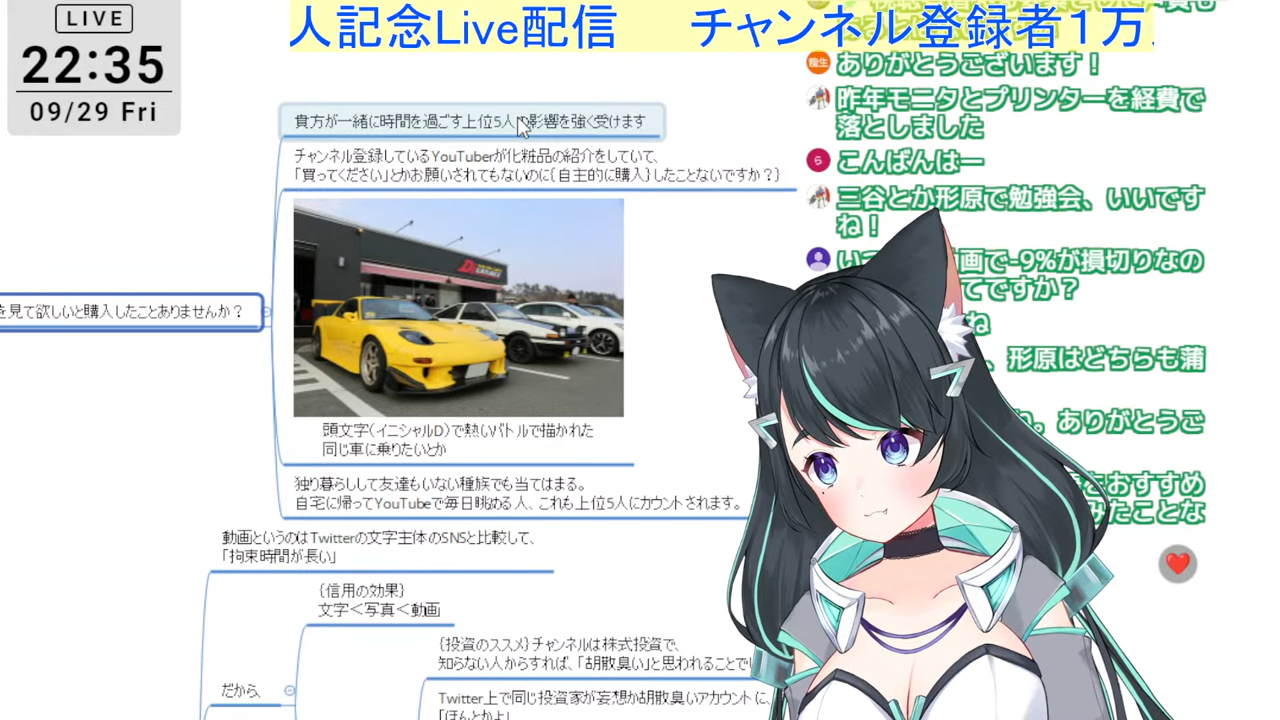 LIVE
22:35
09/29 Fri
人記念Live配信 チャンネル登録者1万
貴方が一緒に時間を過ごす上位5人の影響を強く受けます
チャンネル登録しているYouTuberが化粧品の紹介をしていて、
「買ってください」とかお願いされてもないのに{自主的に購入}したことないですか?}
を見て欲しいと購入したことありませんか?
頭文字(イニシャルD)で熱いバトルで描かれた
同じ車に乗りたいとか
独り暮らしして友達もいない種族でも当てはまる。
自宅に帰ってYouTubeで毎日眺める人、これも上位5人にカウントされます。
動画というのはTwitterの文字主体のSNSと比較して、
「拘束時間が長い」
{信用の効果}
文字<写真<動画
{投資のススメ}チャンネルは株式投資で、
知らない人からすれば、「胡散臭い」と思われることで
だから、
Twitter上で同じ投資家が妄想か胡散臭いアカウントに、
「ほんとかよ」
ありがとうございます!
昨年モニタとプリンターを経費で
落としました
こんばんはー
三谷とか形原で勉強会、いいです
ね!
画で-9%が損切りなの
てですか?
ね
、形原はどちらも蒲
ね。ありがとうご
をおすすめ
みたことな